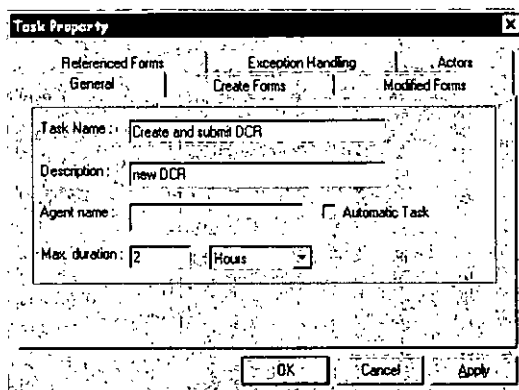 Task Property X
Referenced Forms Exception Handling Actors
General Create Forms Modified Forms
Task Name : Create and submit DCR
Description : new DCR
Agent name : Automatic Task
Max. duration : 2 Hours
OK Cancel Apply